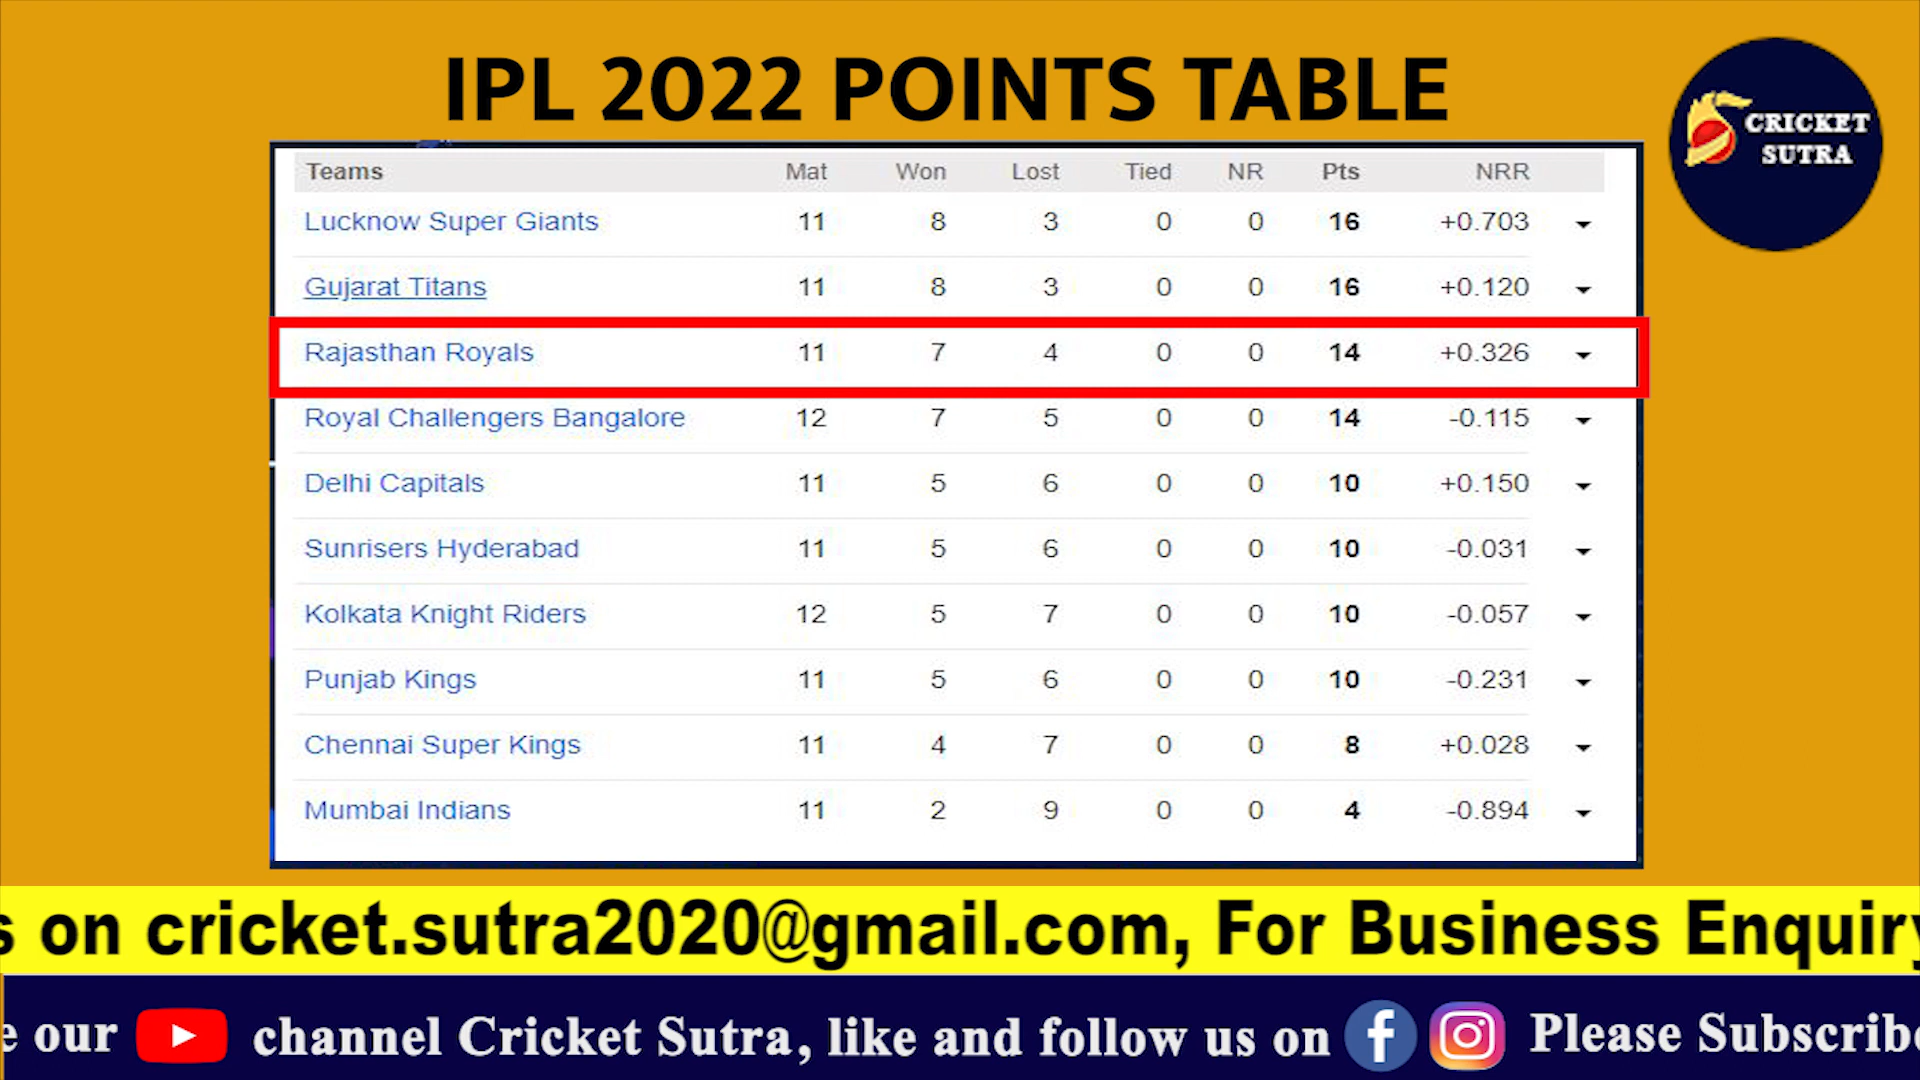 IPL 2022 POINTS TABLE
CRICKET
SUTRA
Teams Mat Won Lost Tied NR Pts NRR
Lucknow Super Giants 11 8 3 0 0 16 +0.703
Gujarat Titans 11 8 3 0 0 16 +0.120
Rajasthan Royals 11 7 4 0 0 14 +0.326
Royal Challengers Bangalore 12 7 5 0 0 14 -0.115
Delhi Capitals 11 5 6 0 0 10 +0.150
Sunrisers Hyderabad 11 5 6 0 0 10 -0.031
Kolkata Knight Riders 12 5 7 0 0 10 -0.057
Punjab Kings 11 5 6 0 0 10 -0.231
Chennai Super Kings 11 4 7 0 0 8 +0.028
Mumbai Indians 11 2 9 0 0 4 -0.894
s on cricket.sutra2020@gmail.com, For Business Enquiry
e our channel Cricket Sutra, like and follow us on f Please Subscribe